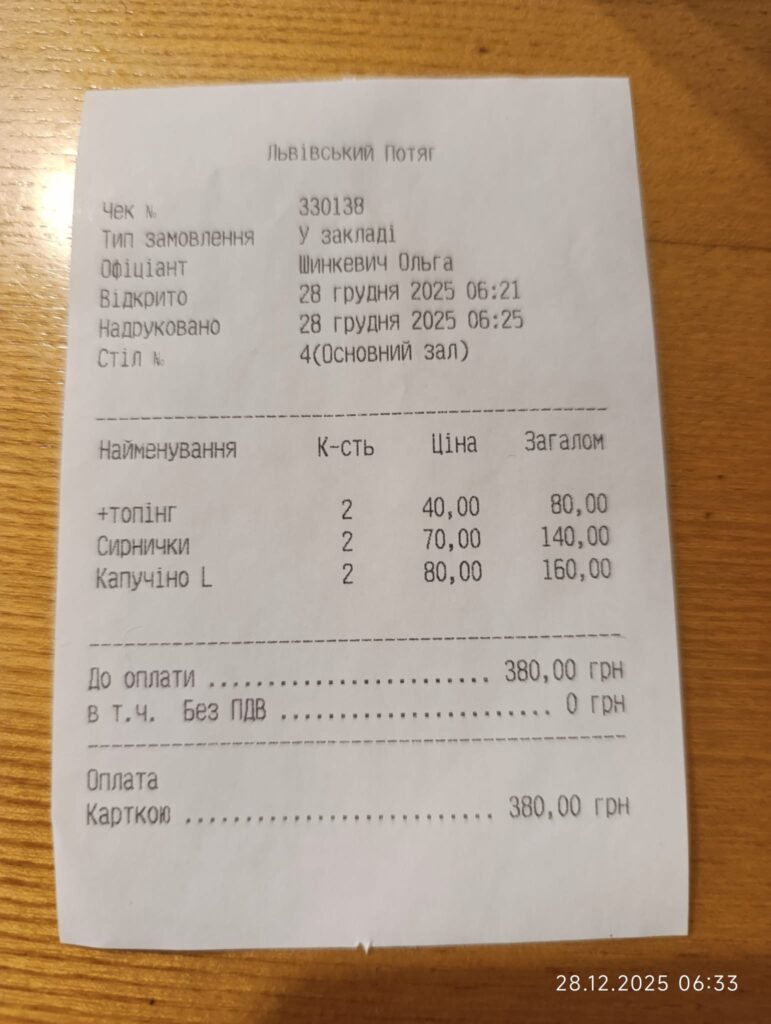 Львівський Потяг
Чек № 330138
Тип замовлення У закладі
Офіціант Шинкевич Ольга
Відкрито 28 грудня 2025 06:21
Надруковано 28 грудня 2025 06:25
Стіл № 4(Основний зал)
Найменування К-сть Ціна Загалом
+топінг 2 40,00 80,00
Сирнички 2 70,00 140,00
Капучіно L 2 80,00 160,00
До оплати ......................... 380,00 грн
в т.ч. Без ПДВ ........................ 0 грн
Оплата
Карткою ........................... 380,00 грн
28.12.2025 06:33